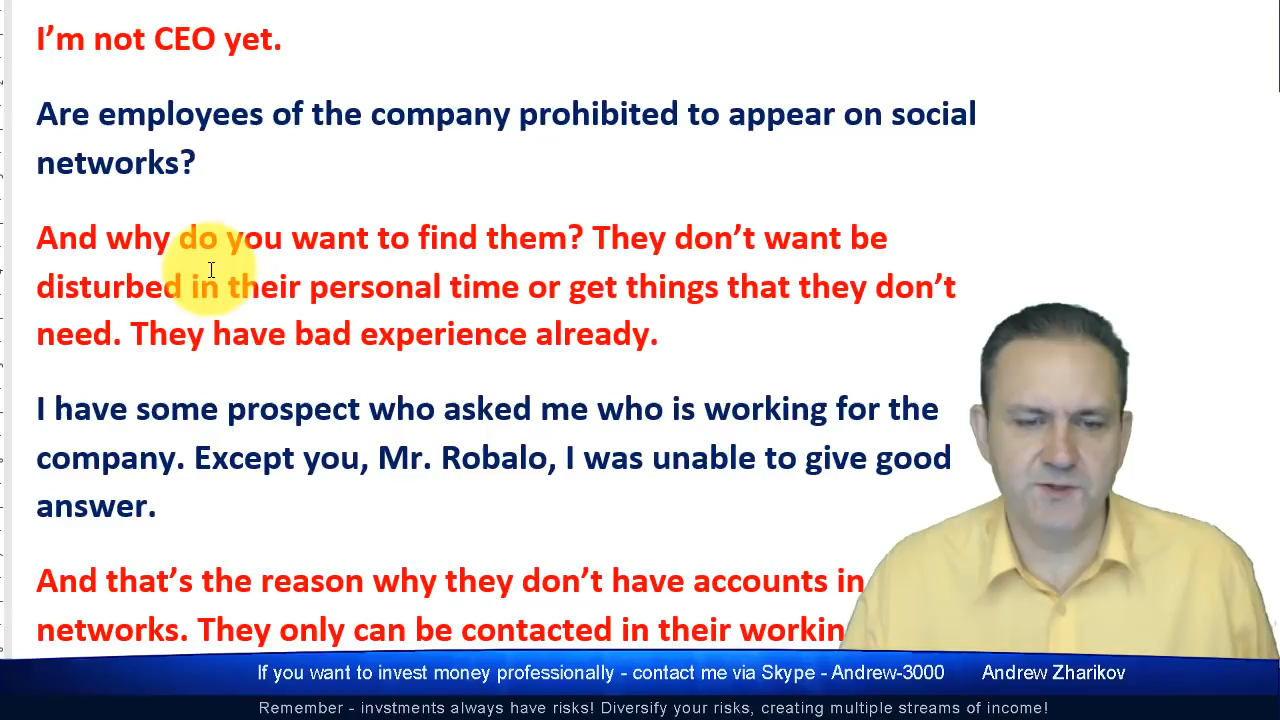 I’m not CEO yet.
Are employees of the company prohibited to appear on social
networks?
And why do you want to find them? They don’t want be
disturbed in their personal time or get things that they don’t
need. They have bad experience already.
I have some prospect who asked me who is working for the
company. Except you, Mr. Robalo, I was unable to give good
answer.
And that’s the reason why they don’t have accounts in
networks. They only can be contacted in their
If you want to invest money professionally - contact me via Skype - Andrew-3000 Andrew Zharikov
Remember - invstments always have risks! Diversify your risks, creating multiple streams of income!